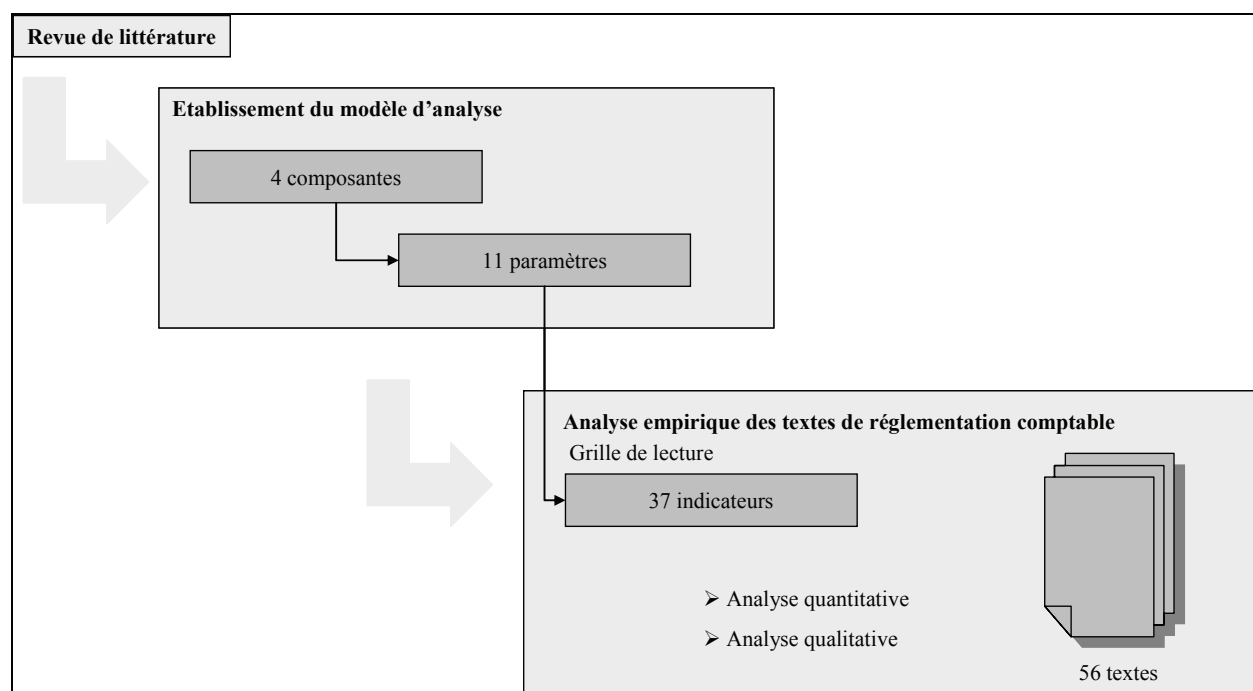 Revue de littérature
Etablissement du modèle d’analyse
4 composantes
11 paramètres
Analyse empirique des textes de réglementation comptable
Grille de lecture
37 indicateurs
➢ Analyse quantitative
➢ Analyse qualitative
56 textes